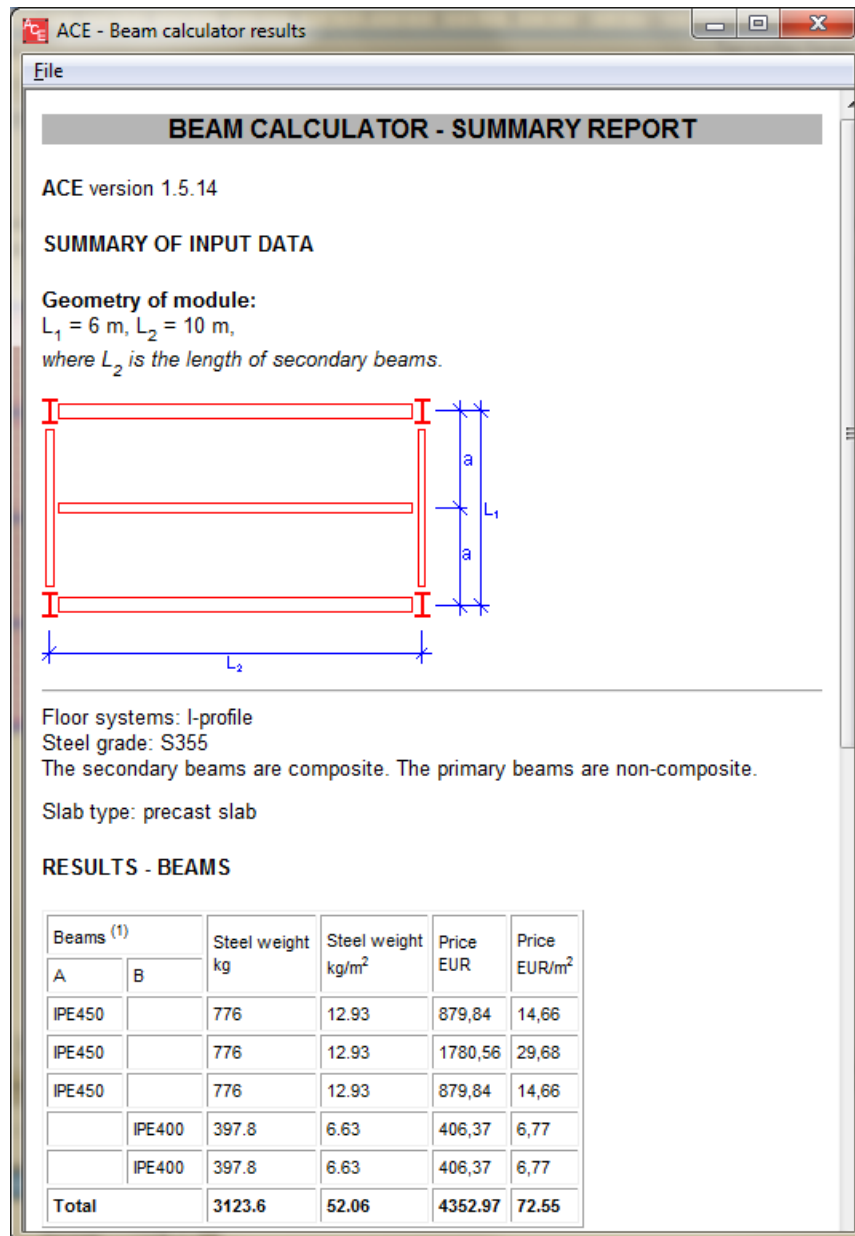 ACE - Beam calculator results
File
BEAM CALCULATOR - SUMMARY REPORT
ACE version 1.5.14
SUMMARY OF INPUT DATA
Geometry of module:
L1 = 6 m, L2 = 10 m,
where L2 is the length of secondary beams.
a
L1
a
L2
Floor systems: I-profile
Steel grade: S355
The secondary beams are composite. The primary beams are non-composite.
Slab type: precast slab
RESULTS - BEAMS
Beams (1) Steel weight kg Steel weight kg/m2 Price EUR Price EUR/m2
A B
IPE450 776 12.93 879,84 14,66
IPE450 776 12.93 1780,56 29,68
IPE450 776 12.93 879,84 14,66
IPE400 397.8 6.63 406,37 6,77
IPE400 397.8 6.63 406,37 6,77
Total 3123.6 52.06 4352.97 72.55